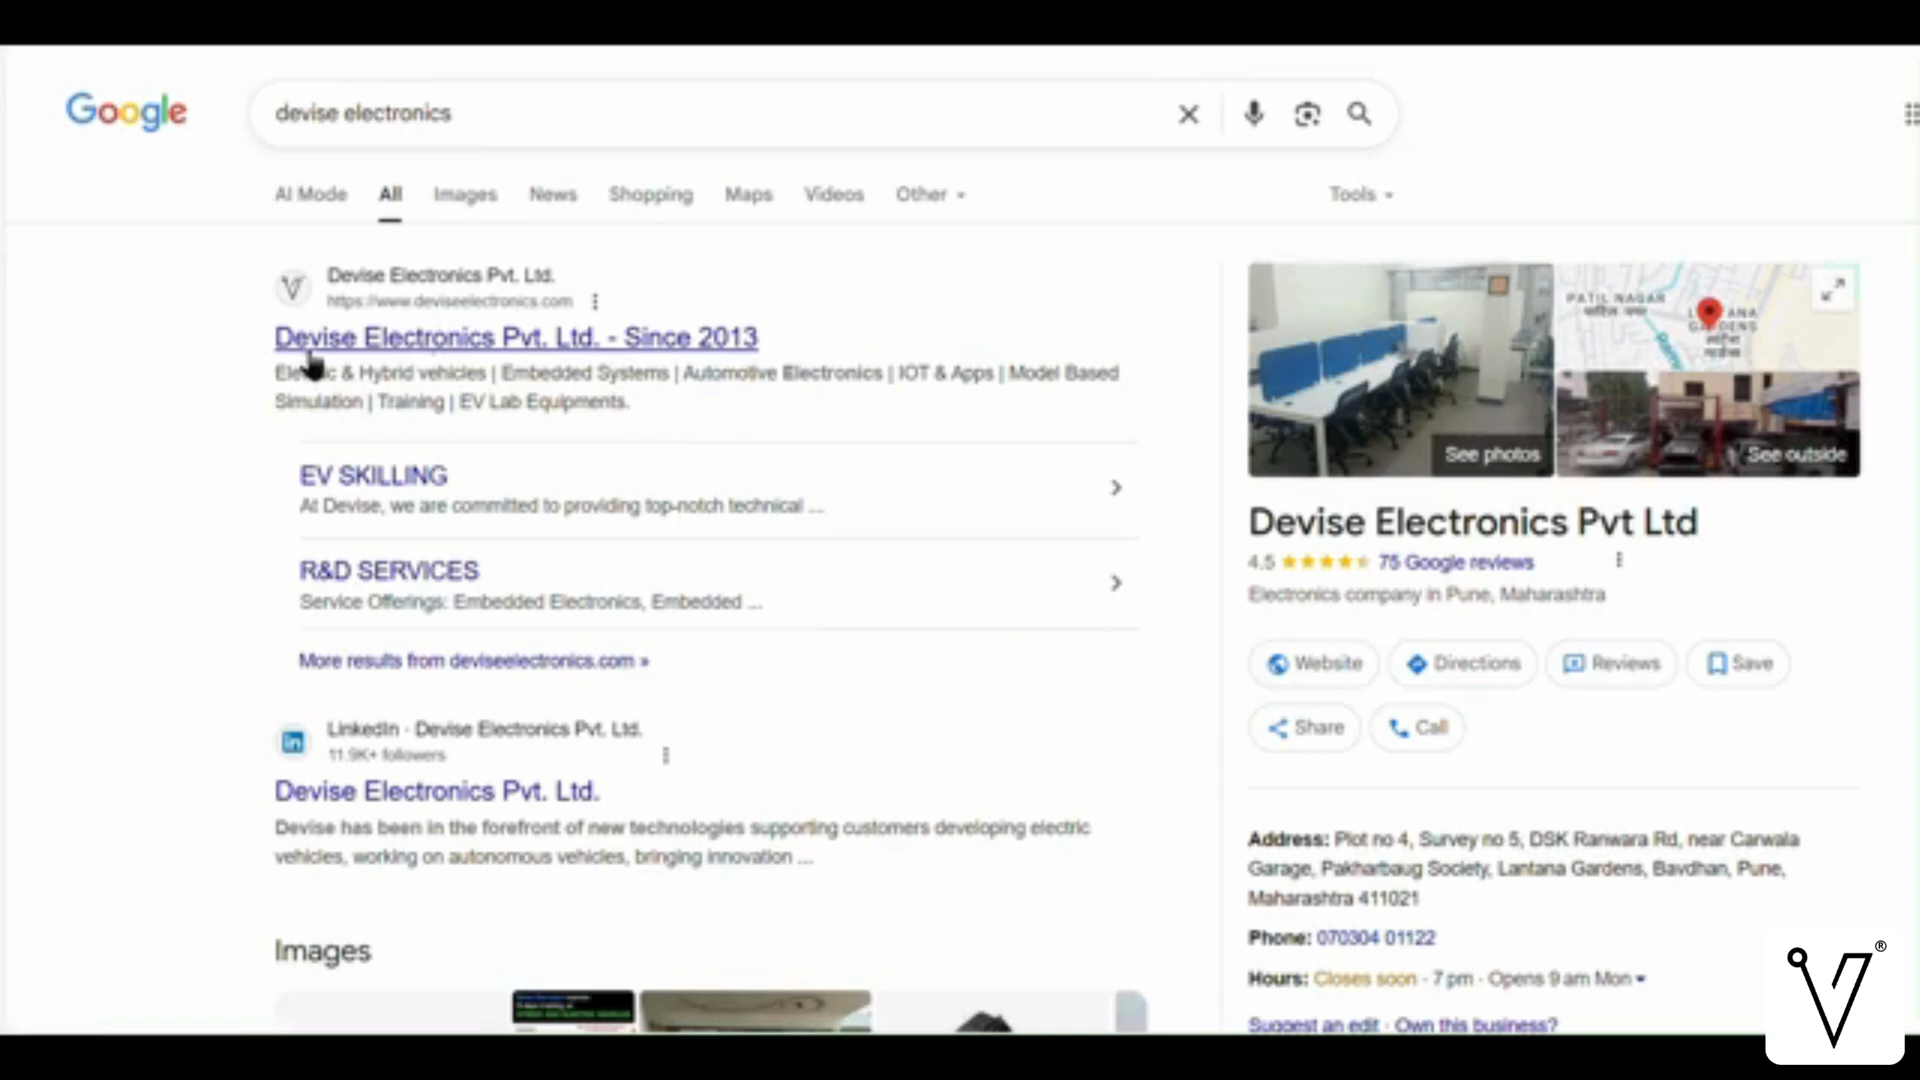 Google
devise electronics
AI Mode All Images News Shopping Maps Videos Other Tools
Devise Electronics Pvt. Ltd.
https://www.deviseelectronics.com
Devise Electronics Pvt. Ltd. - Since 2013
Electric & Hybrid vehicles | Embedded Systems | Automotive Electronics | IOT & Apps | Model Based
Simulation | Training | EV Lab Equipments.
EV SKILLING
At Devise, we are committed to providing top-notch technical ...
R&D SERVICES
Service Offerings: Embedded Electronics, Embedded ...
More results from deviseelectronics.com »
LinkedIn · Devise Electronics Pvt. Ltd.
11.9K+ followers
Devise Electronics Pvt. Ltd.
Devise has been in the forefront of new technologies supporting customers developing electric
vehicles, working on autonomous vehicles, bringing innovation ...
Images
PATIL NAGAR
See photos
See outside
Devise Electronics Pvt Ltd
4.5 75 Google reviews
Electronics company in Pune, Maharashtra
Website Directions Reviews Save
Share Call
Address: Plot no 4, Survey no 5, DSK Ranwara Rd, near Carwala
Garage, Pakharbaug Society, Lantana Gardens, Bavdhan, Pune,
Maharashtra 411021
Phone: 070304 01122
Hours: Closes soon · 7 pm · Opens 9 am Mon
Suggest an edit · Own this business?
V®